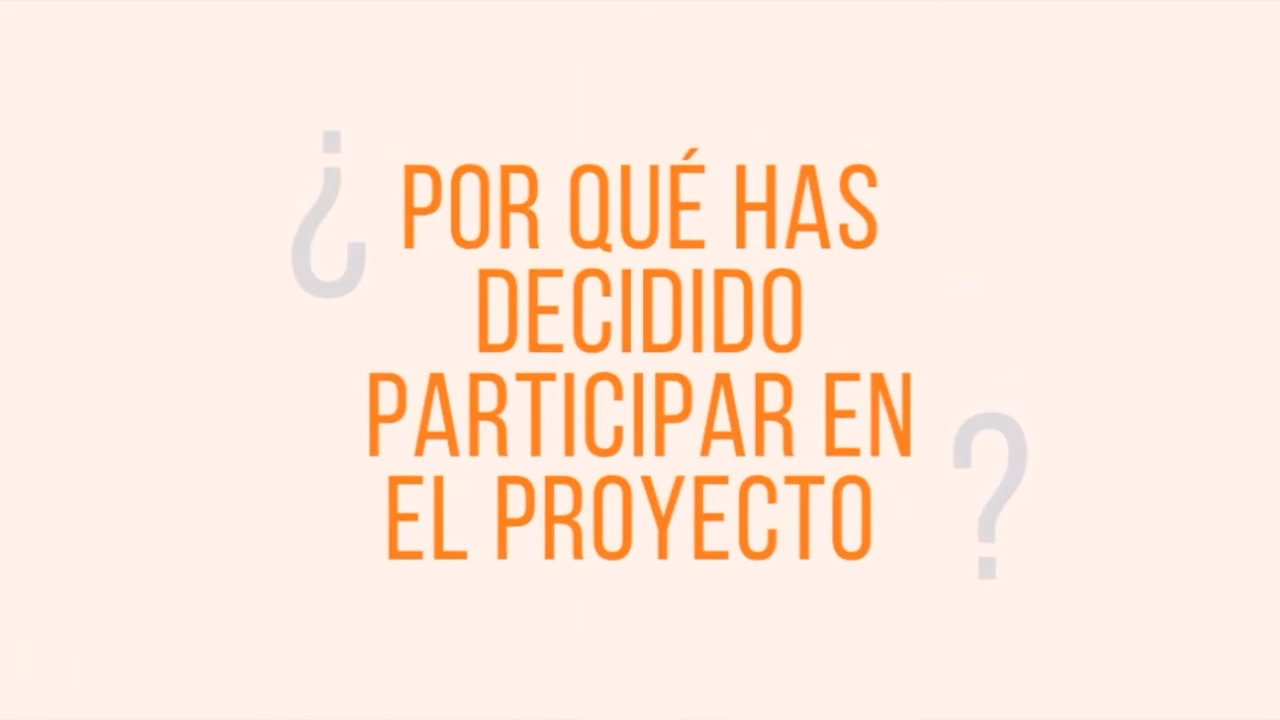 ¿ POR QUÉ HAS
DECIDIDO
PARTICIPAR EN
EL PROYECTO ?